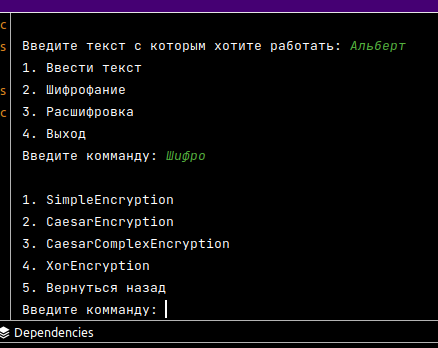 с
s
Введите текст с которым хотите работать: Альберт
1. Ввести текст
s
2. Шифрофание
с
3. Расшифровка
4. Выход
Введите комманду: Шифро
1. SimpleEncryption
2. CaesarEncryption
3. CaesarComplexEncryption
4. XorEncryption
5. Вернуться назад
Введите комманду:
Dependencies